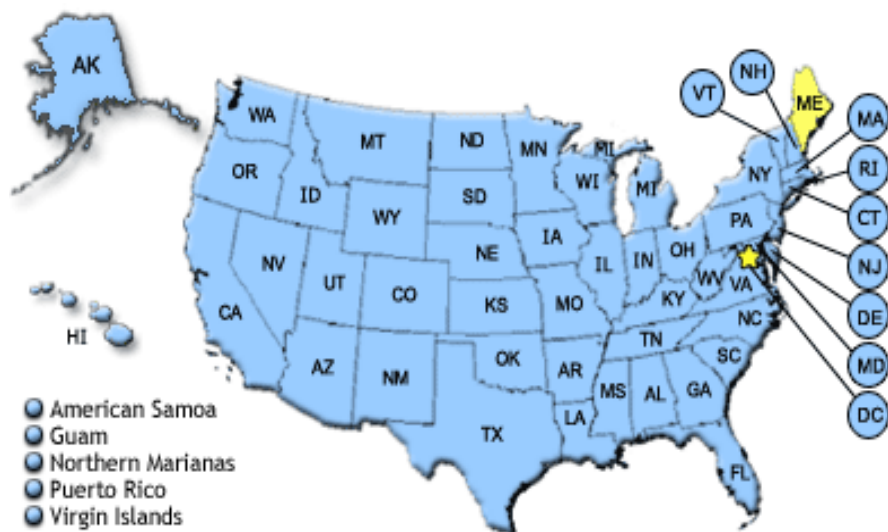 AK
VT
NH
ME
MA
RI
CT
NJ
DE
MD
DC
WA
MT
ND
MN
MI
OR
ID
WY
SD
WI
MI
NY
NV
UT
CO
NE
IA
IL
IN
OH
PA
WV
VA
CA
KS
MO
KY
NC
AZ
NM
OK
AR
TN
SC
TX
LA
MS
AL
GA
FL
HI
American Samoa
Guam
Northern Marianas
Puerto Rico
Virgin Islands